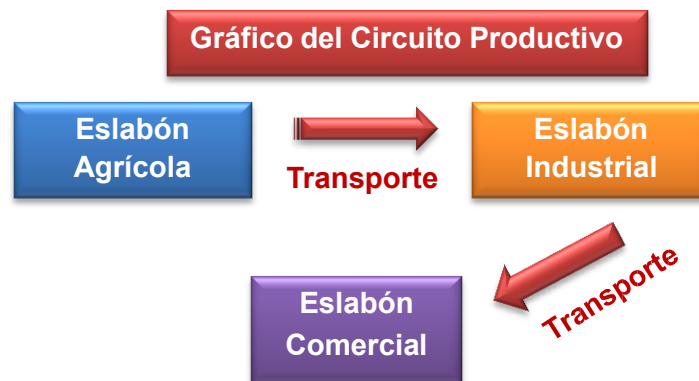 Gráfico del Circuito Productivo
Eslabón
Agrícola
Transporte
Eslabón
Industrial
Transporte
Eslabón
Comercial